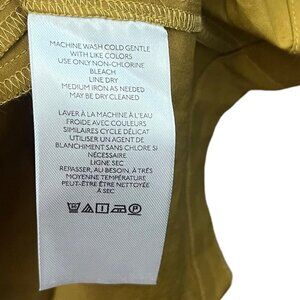 MACHINE WASH COLD GENTLE
WITH LIKE COLORS
USE ONLY NON-CHLORINE
BLEACH
LINE DRY
MEDIUM IRON AS NEEDED
MAY BE DRY CLEANED
LAVER À LA MACHINE À L'EAU
FROIDE AVEC COULEURS
SIMILAIRES CYCLE DÉLICAT
UTILISER UN AGENT DE
BLANCHIMENT SANS CHLORE SI
NÉCESSAIRE
LIGNE SEC
REPASSER, AU BESOIN, À TRÈS
MOYENNE TEMPÉRATURE
PEUT-ÊTRE ÊTRE NETTOYÉE
À SEC